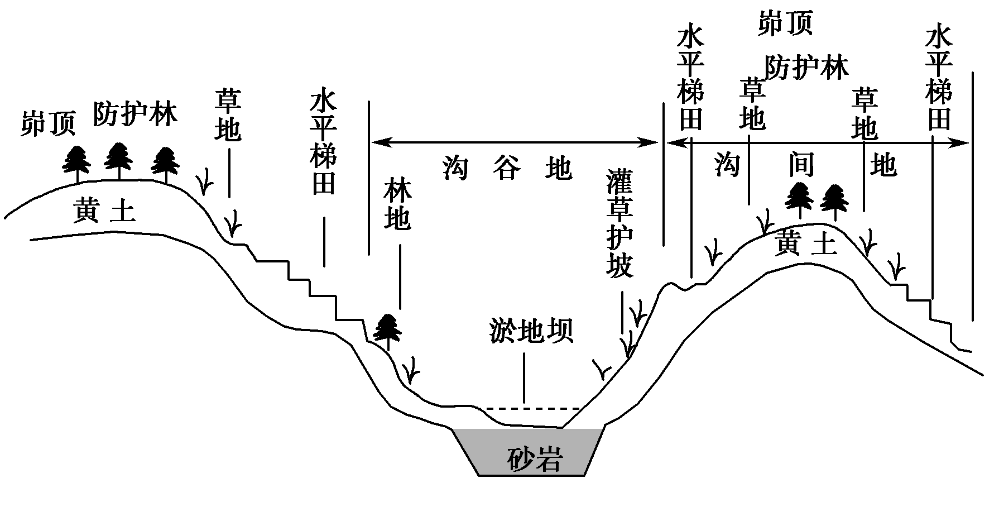 峁顶
防护林
草地
水平梯田
林地
沟谷地
淤地坝
灌草护坡
水平梯田
草地
峁顶
防护林
草地
水平梯田
沟间地
黄土
黄土
砂岩